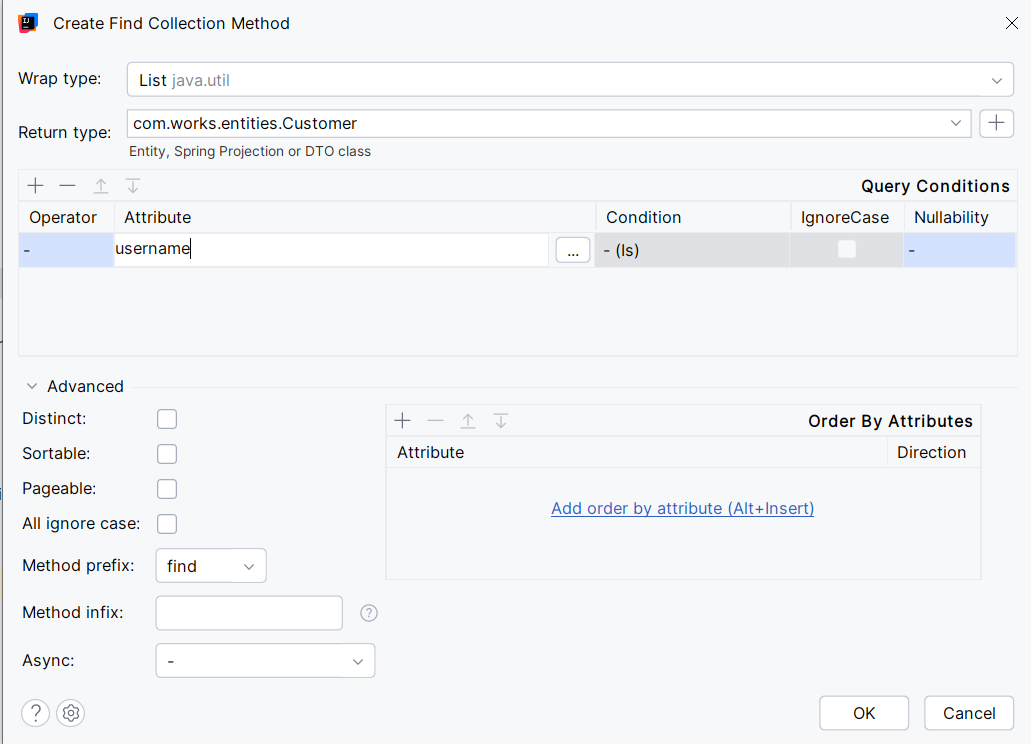 Create Find Collection Method
Wrap type: List java.util
Return type: com.works.entities.Customer
Entity, Spring Projection or DTO class
Query Conditions
Operator Attribute Condition IgnoreCase Nullability
- username ... - (Is) -
Advanced
Distinct:
Sortable:
Pageable:
All ignore case:
Method prefix: find
Method infix: ?
Async: -
Order By Attributes
Attribute Direction
Add order by attribute (Alt+Insert)
? OK Cancel